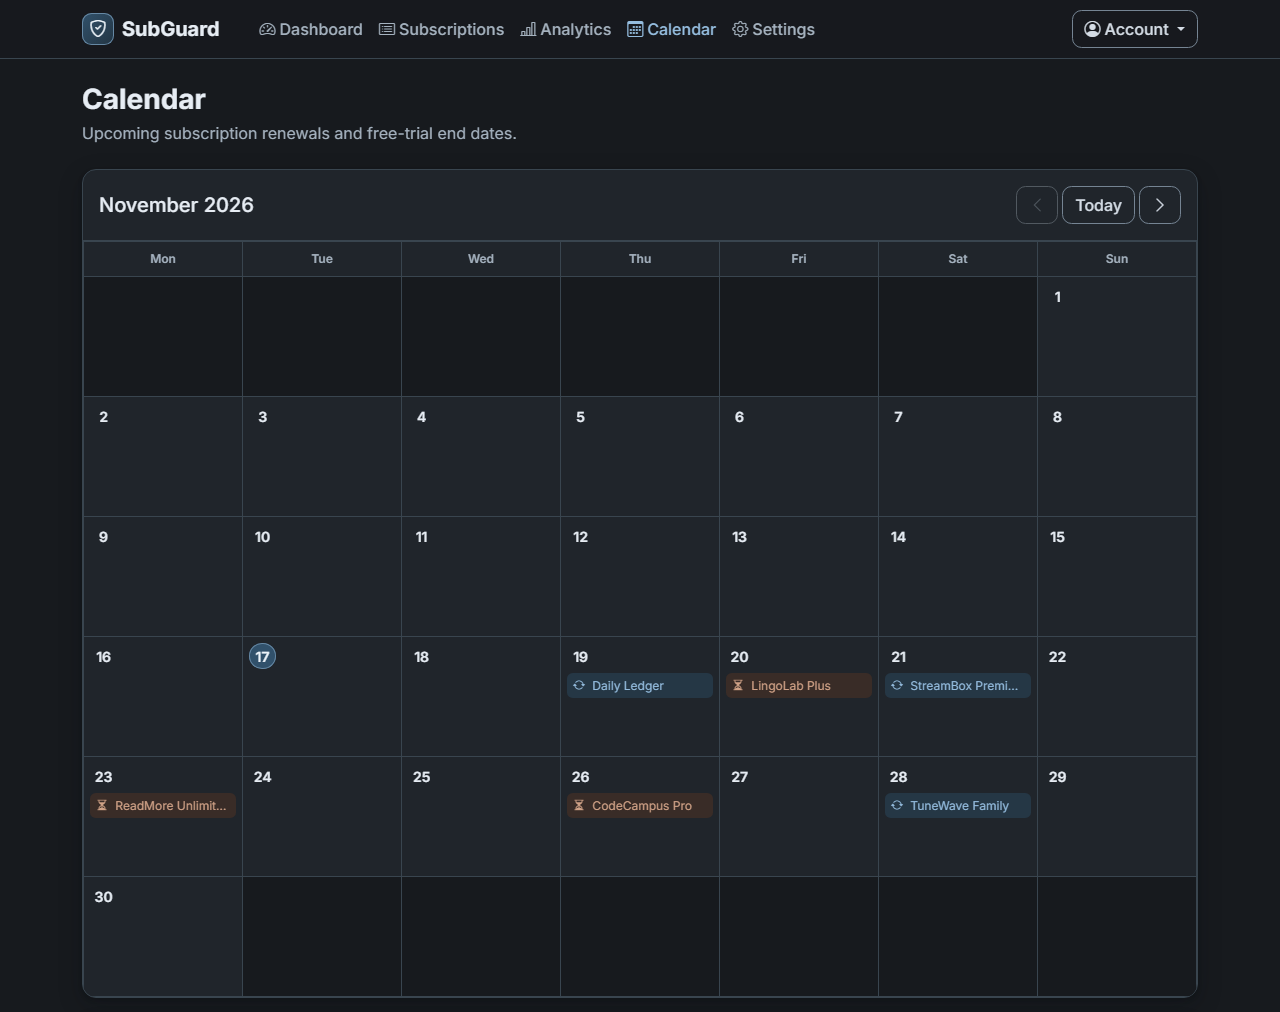 SubGuard Dashboard Subscriptions Analytics Calendar Settings Account
Calendar
Upcoming subscription renewals and free-trial end dates.
November 2026 Today
Mon Tue Wed Thu Fri Sat Sun
1
2 3 4 5 6 7 8
9 10 11 12 13 14 15
16 17 18 19 20 21 22
Daily Ledger LingoLab Plus StreamBox Premi...
23 24 25 26 27 28 29
ReadMore Unlimit... CodeCampus Pro TuneWave Family
30